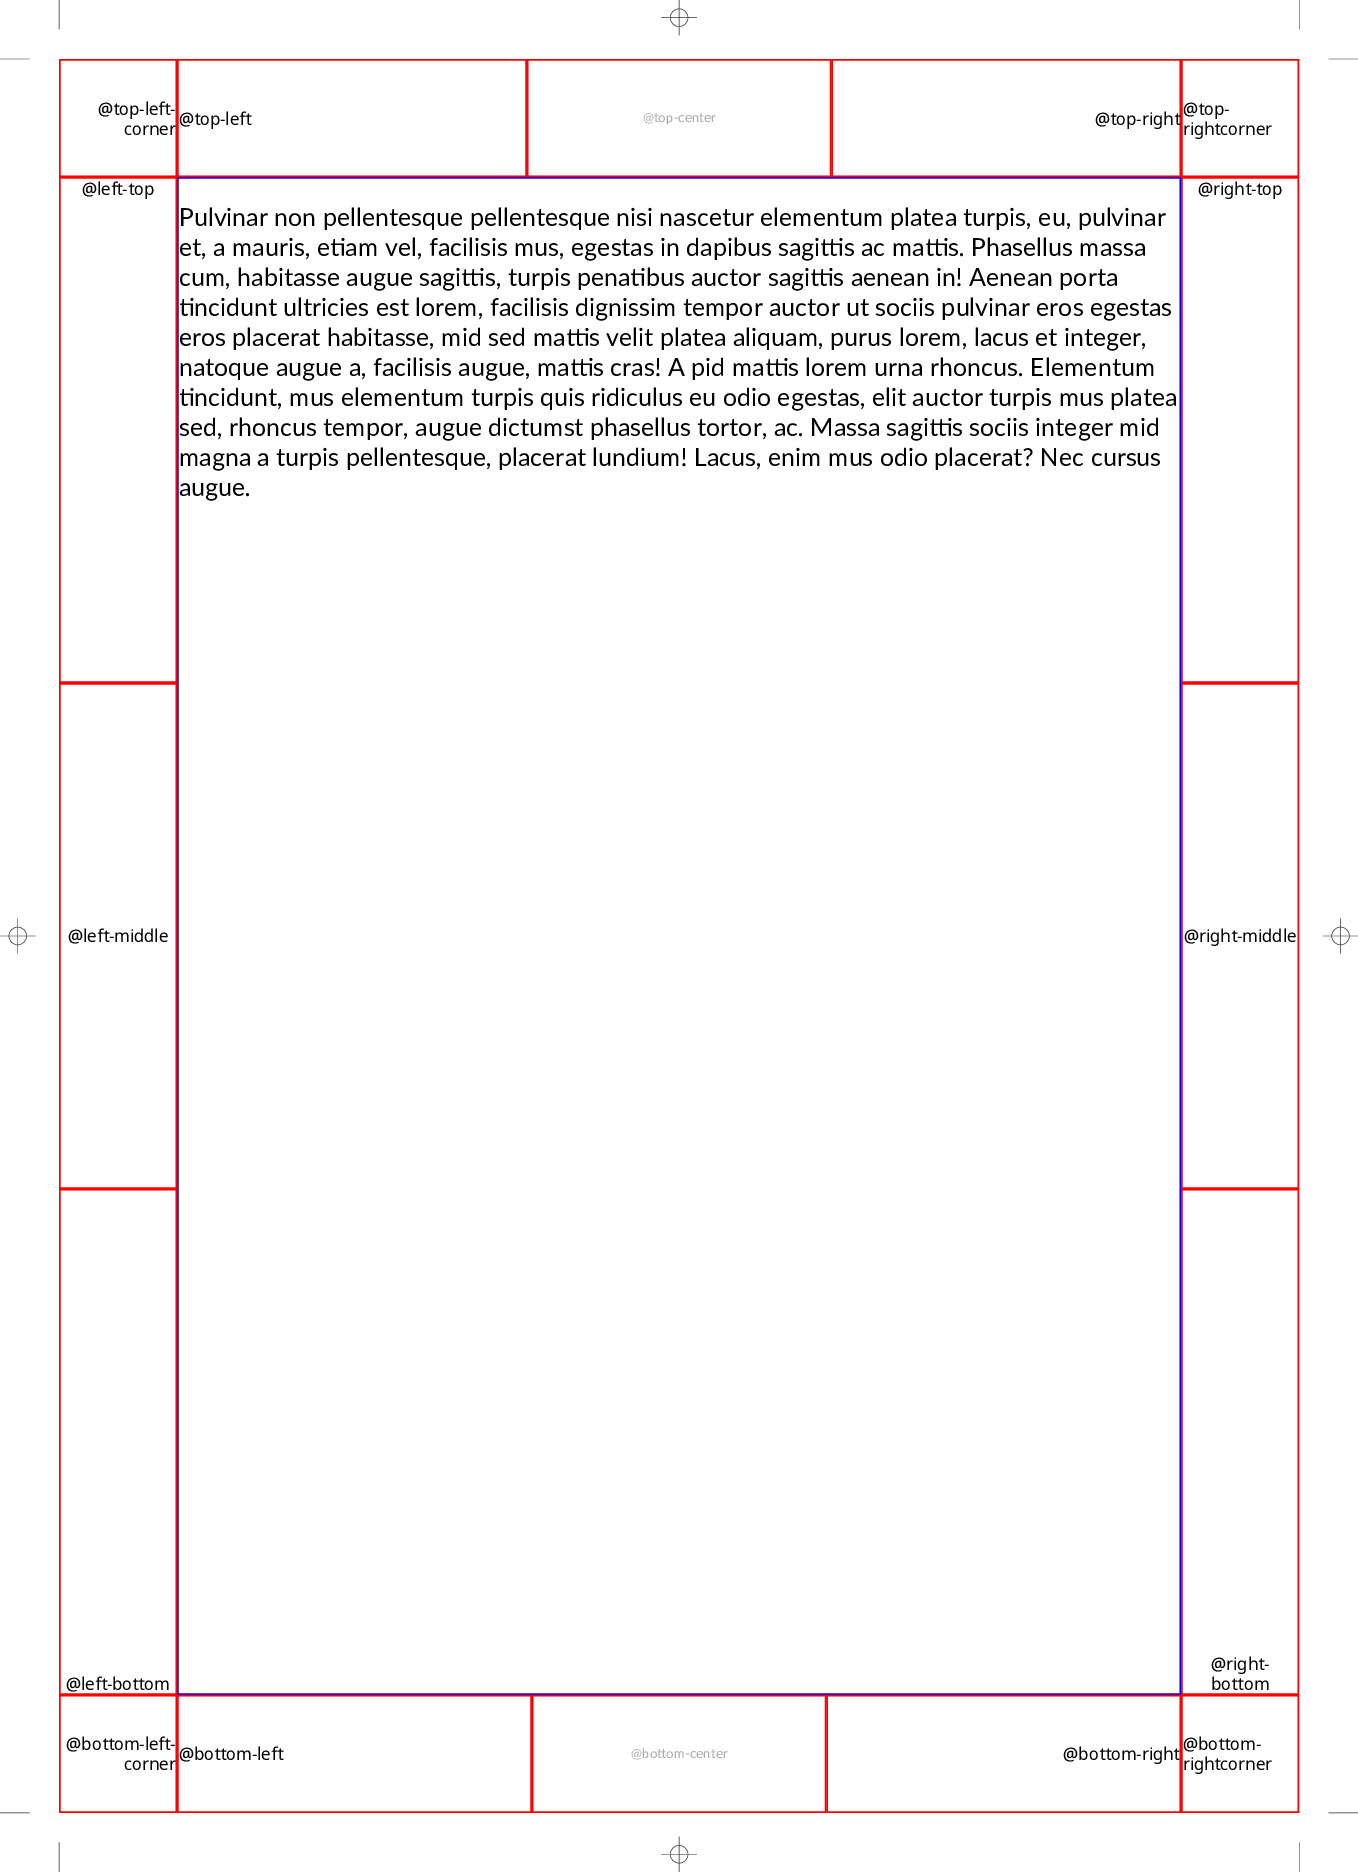 @top-left-
corner
@top-left
@top-center
@top-right
@top-
rightcorner
@left-top
@right-top
Pulvinar non pellentesque pellentesque nisi nascetur elementum platea turpis, eu, pulvinar
et, a mauris, etiam vel, facilisis mus, egestas in dapibus sagittis ac mattis. Phasellus massa
cum, habitasse augue sagittis, turpis penatibus auctor sagittis aenean in! Aenean porta
tincidunt ultricies est lorem, facilisis dignissim tempor auctor ut sociis pulvinar eros egestas
eros placerat habitasse, mid sed mattis velit platea aliquam, purus lorem, lacus et integer,
natoque augue a, facilisis augue, mattis cras! A pid mattis lorem urna rhoncus. Elementum
tincidunt, mus elementum turpis quis ridiculus eu odio egestas, elit auctor turpis mus platea
sed, rhoncus tempor, augue dictumst phasellus tortor, ac. Massa sagittis sociis integer mid
magna a turpis pellentesque, placerat lundium! Lacus, enim mus odio placerat? Nec cursus
augue.
@left-middle
@right-middle
@left-bottom
@right-
bottom
@bottom-left-
corner
@bottom-left
@bottom-center
@bottom-right
@bottom-
rightcorner